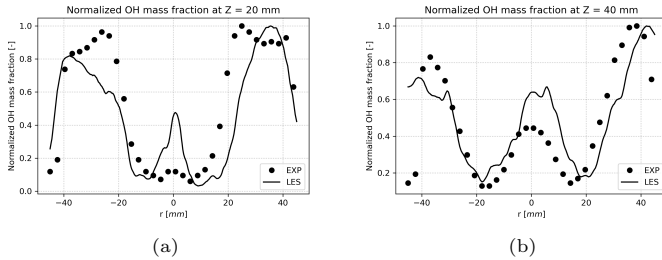 Normalized OH mass fraction at Z = 20 mm
Normalized OH mass fraction [-]
1.0
0.8
0.6
0.4
0.2
0.0
−40
−20
0
20
40
r [mm]
EXP
LES
(a)
Normalized OH mass fraction at Z = 40 mm
Normalized OH mass fraction [-]
1.0
0.8
0.6
0.4
0.2
−40
−20
0
20
40
r [mm]
EXP
LES
(b)